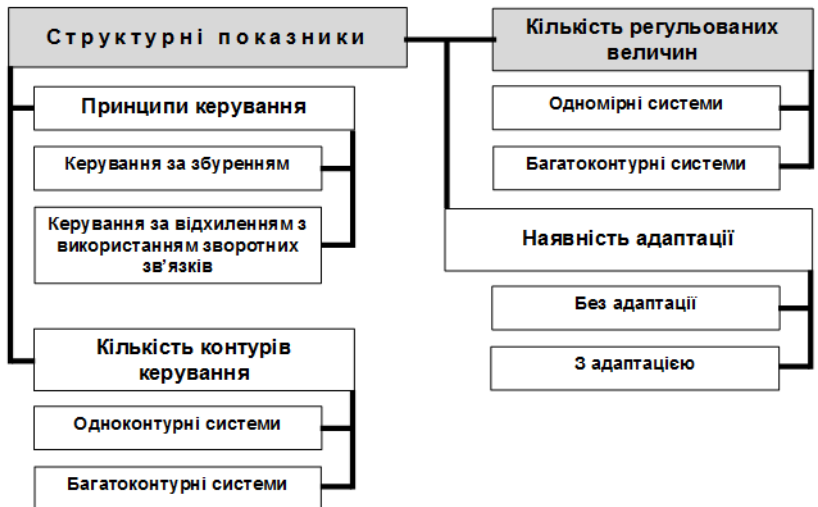 Структурні показники
Принципи керування
Керування за збуренням
Керування за відхиленням з
використанням зворотних
зв’язків
Кількість контурів
керування
Одноконтурні системи
Багатоконтурні системи
Кількість регульованих
величин
Одномірні системи
Багатоконтурні системи
Наявність адаптації
Без адаптації
З адаптацією